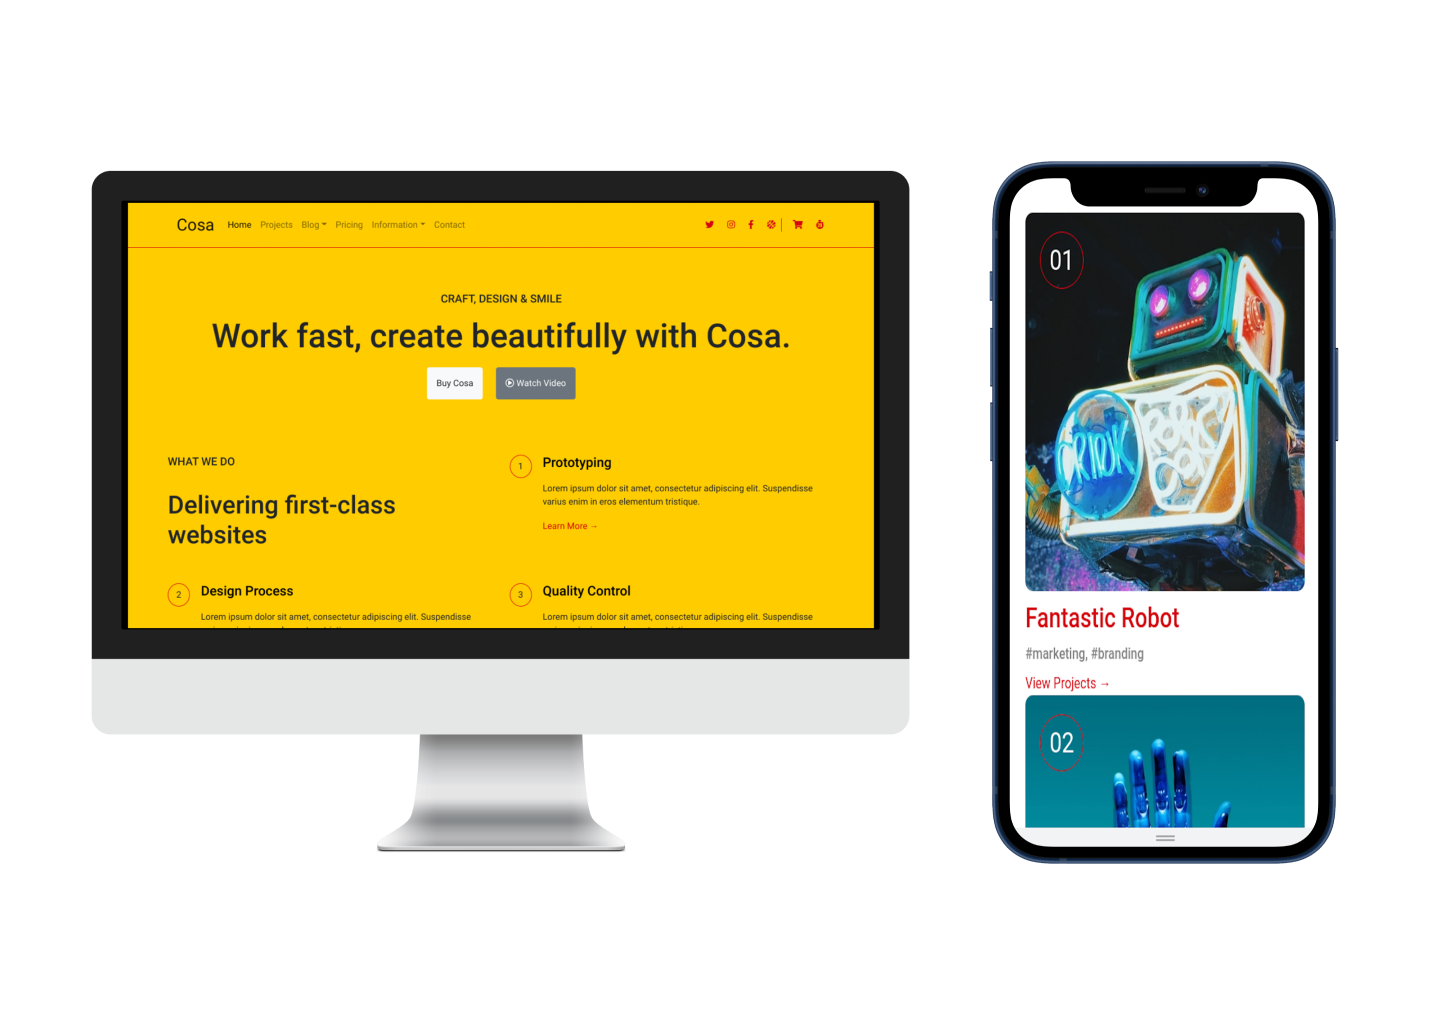 Cosa Home Projects Blog Pricing Information Contact
CRAFT, DESIGN & SMILE
Work fast, create beautifully with Cosa.
Buy Cosa Watch Video
WHAT WE DO
Delivering first-class
websites
1 Prototyping
Lorem ipsum dolor sit amet, consectetur adipiscing elit. Suspendisse
varius enim in eros elementum tristique.
Learn More →
2 Design Process
Lorem ipsum dolor sit amet, consectetur adipiscing elit. Suspendisse
3 Quality Control
Lorem ipsum dolor sit amet, consectetur adipiscing elit. Suspendisse
01
Fantastic Robot
#marketing, #branding
View Projects →
02